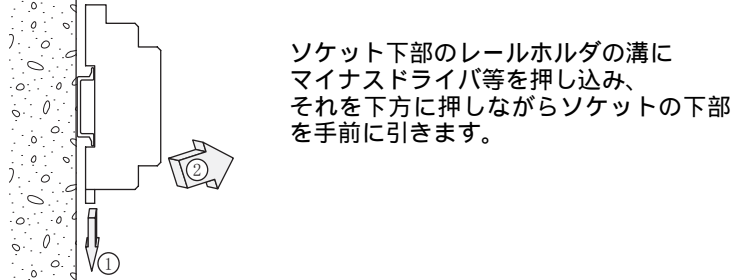 ソケット下部のレールホルダの溝に
マイナスドライバ等を押し込み、
それを下方に押しながらソケットの下部
を手前に引きます。
②
①